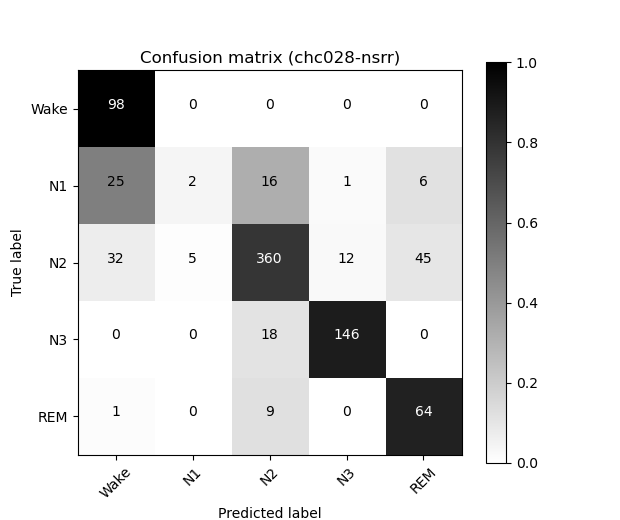 Confusion matrix (chc028-nsrr)
True label
Wake 98 0 0 0 0
N1 25 2 16 1 6
N2 32 5 360 12 45
N3 0 0 18 146 0
REM 1 0 9 0 64
Wake N1 N2 N3 REM
Predicted label
1.0
0.8
0.6
0.4
0.2
0.0